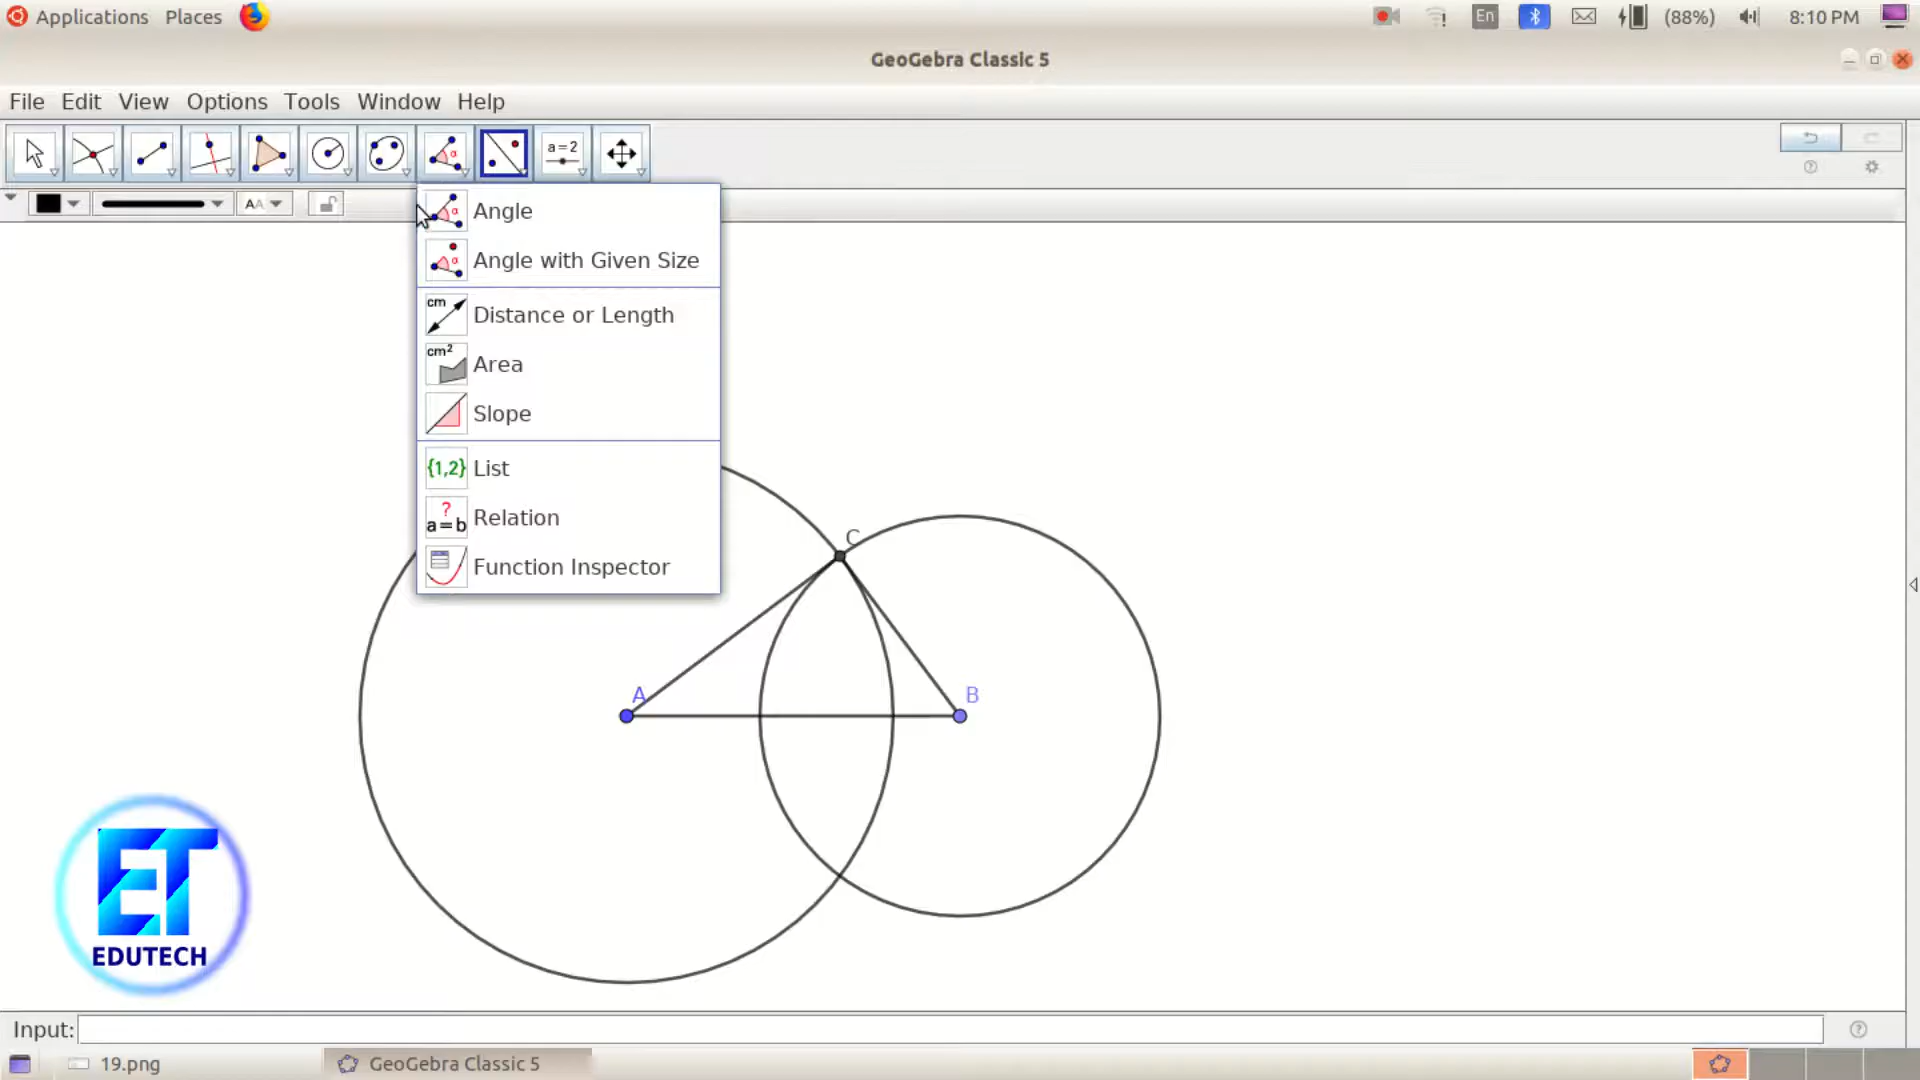 Applications Places En (88%) 8:10 PM
GeoGebra Classic 5
File Edit View Options Tools Window Help
α a = 2
AA
α Angle
α Angle with Given Size
cm Distance or Length
cm² Area
Slope
{1,2} List
? a = b Relation
Function Inspector
C
A
B
ET
EDUTECH
Input:
19.png GeoGebra Classic 5